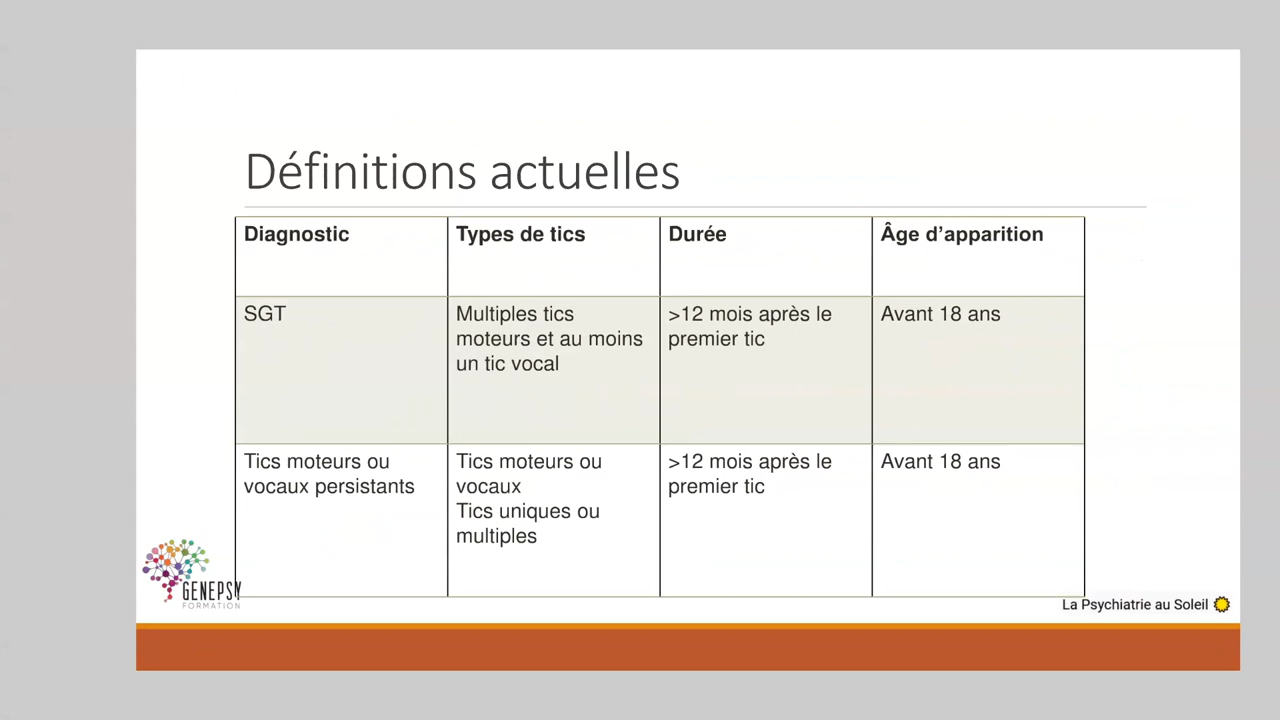 Définitions actuelles
Diagnostic
Types de tics
Durée
Âge d’apparition
SGT
Multiples tics
moteurs et au moins
un tic vocal
>12 mois après le
premier tic
Avant 18 ans
Tics moteurs ou
vocaux persistants
Tics moteurs ou
vocaux
Tics uniques ou
multiples
>12 mois après le
premier tic
Avant 18 ans
GENEPSY
FORMATION
La Psychiatrie au Soleil